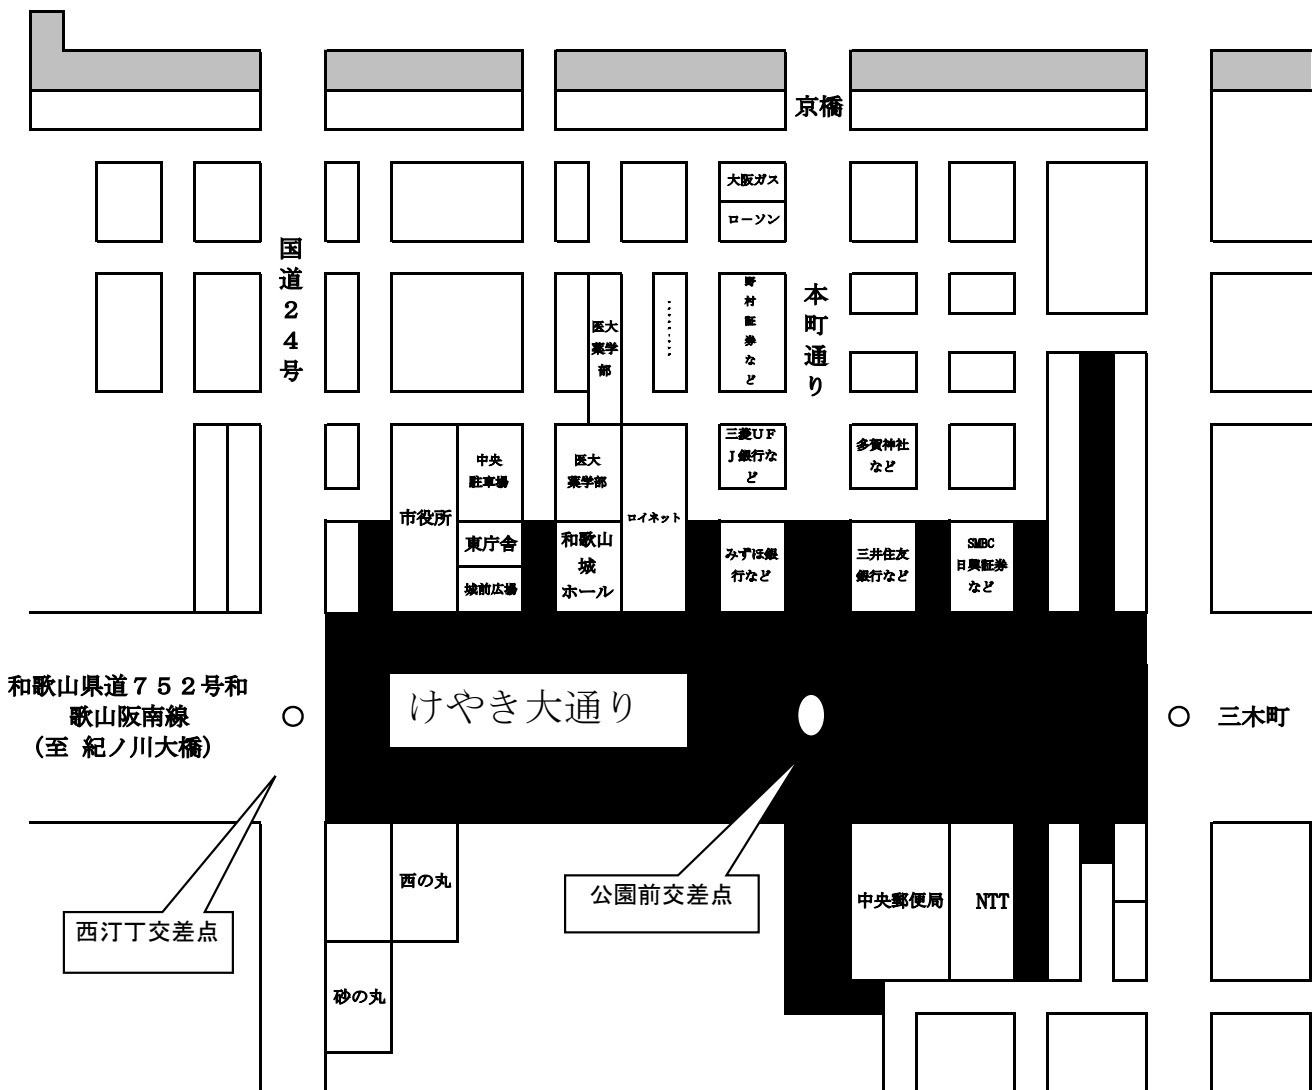 京橋
大阪ガス
ローソン
国道24号
本町通り
野村証券など
医大
薬学
部
三菱UF
J銀行な
ど
多賀神社
など
中央
駐車場
医大
薬学部
市役所
ロイネット
東庁舎
城前広場
和歌山
城
ホール
みずほ銀
行など
三井住友
銀行など
SMBC
日興証券
など
和歌山県道752号和
歌山阪南線
(至 紀ノ川大橋)
けやき大通り
三木町
西の丸
公園前交差点
中央郵便局
NTT
西汀丁交差点
砂の丸